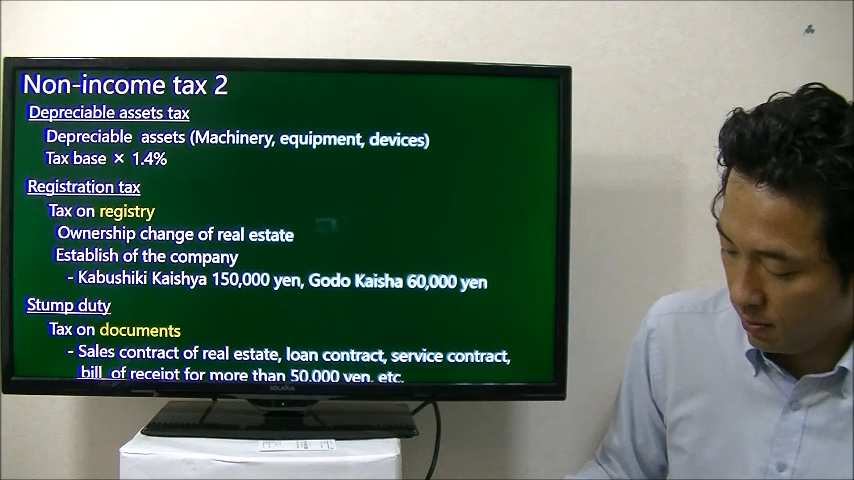 Non-income tax 2
Depreciable assets tax
Depreciable assets (Machinery, equipment, devices)
Tax base × 1.4%
Registration tax
Tax on registry
Ownership change of real estate
Establish of the company
- Kabushiki Kaishya 150,000 yen, Godo Kaisha 60,000 yen
Stump duty
Tax on documents
- Sales contract of real estate, loan contract, service contract,
bill of receipt for more than 50,000 yen, etc.